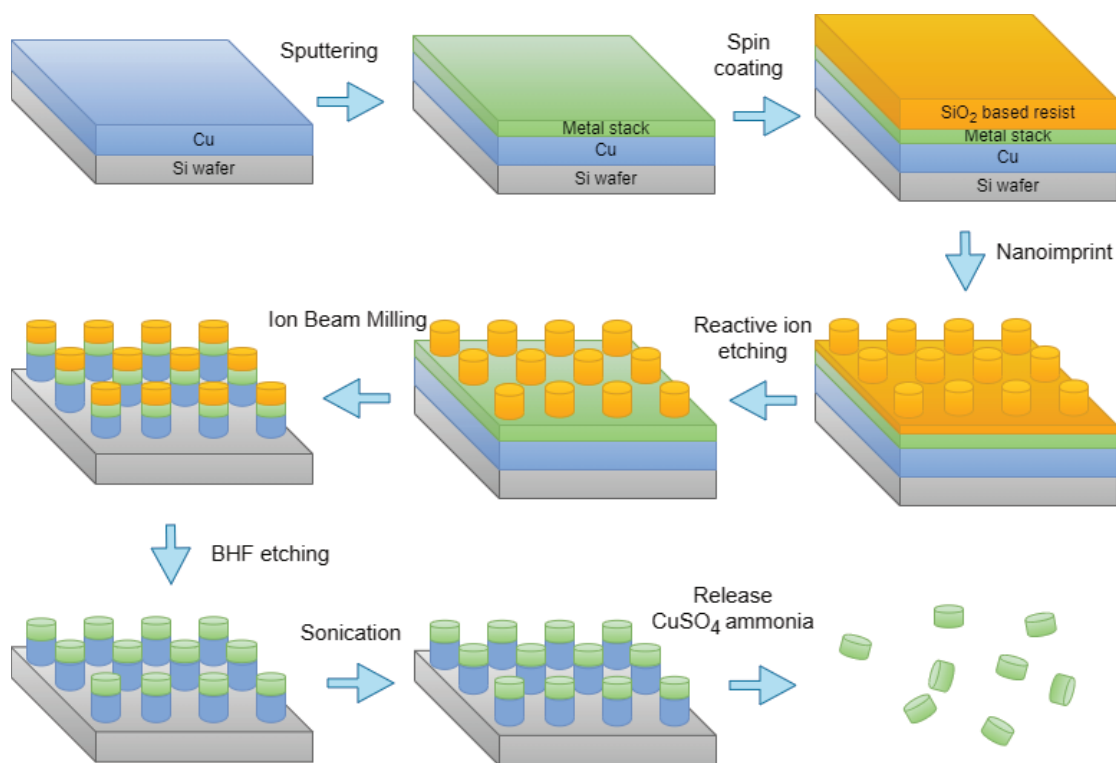 Sputtering
Cu
Si wafer
Metal stack
Cu
Si wafer
Spin
coating
SiO₂ based resist
Metal stack
Cu
Si wafer
Nanoimprint
Reactive ion
etching
Ion Beam Milling
BHF etching
Sonication
Release
CuSO₄ ammonia